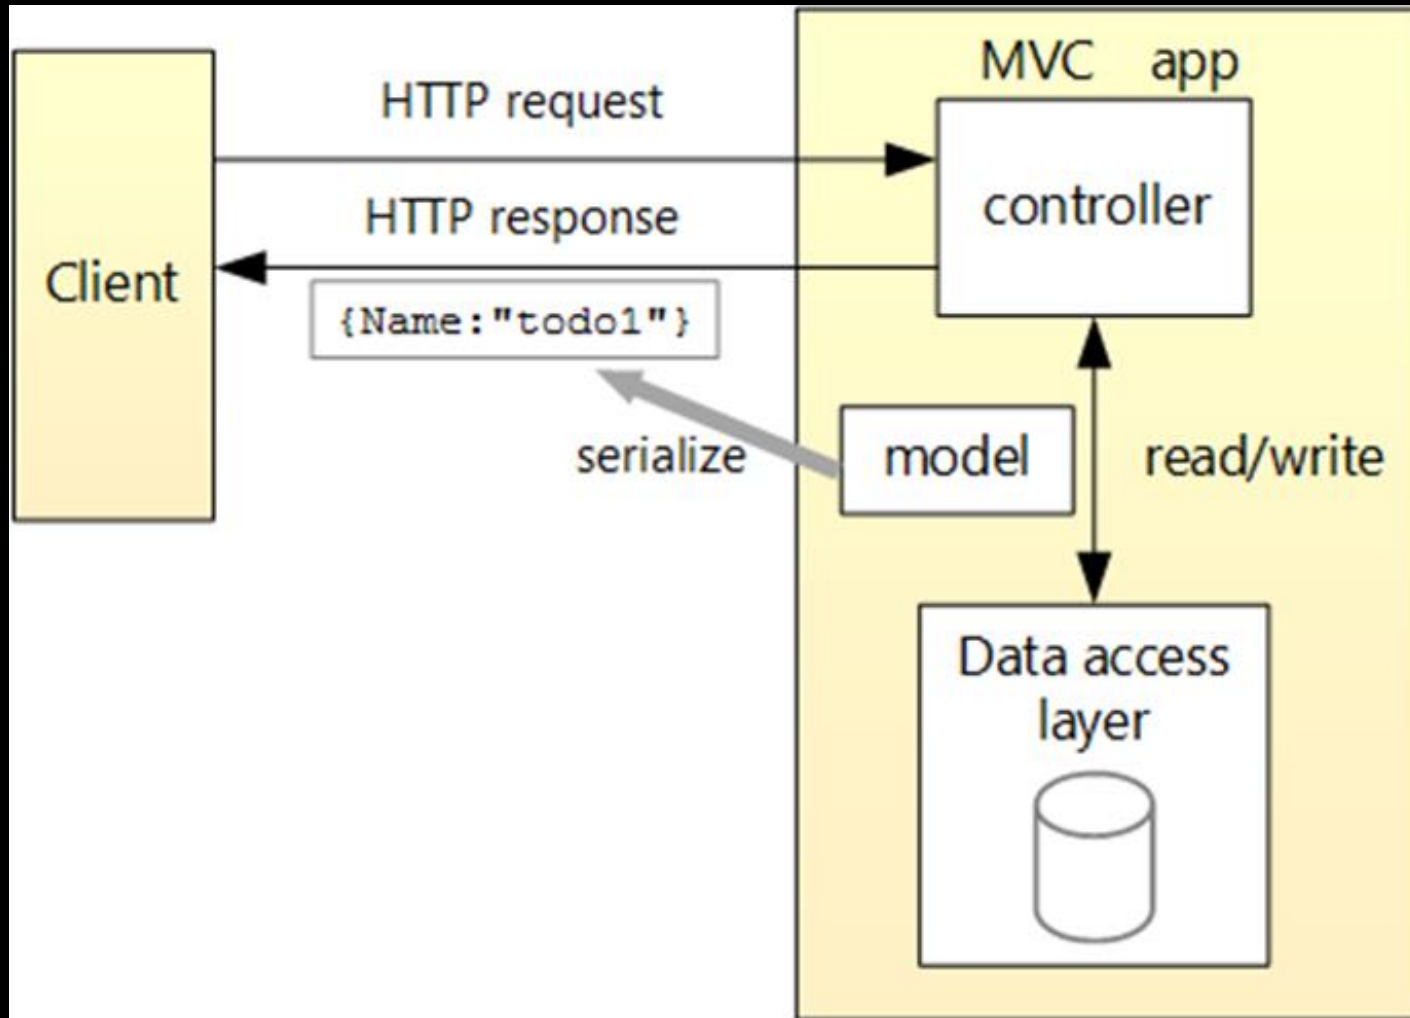 MVC app
HTTP request
controller
HTTP response
Client
{Name:"todo1"}
serialize
model
read/write
Data access
layer